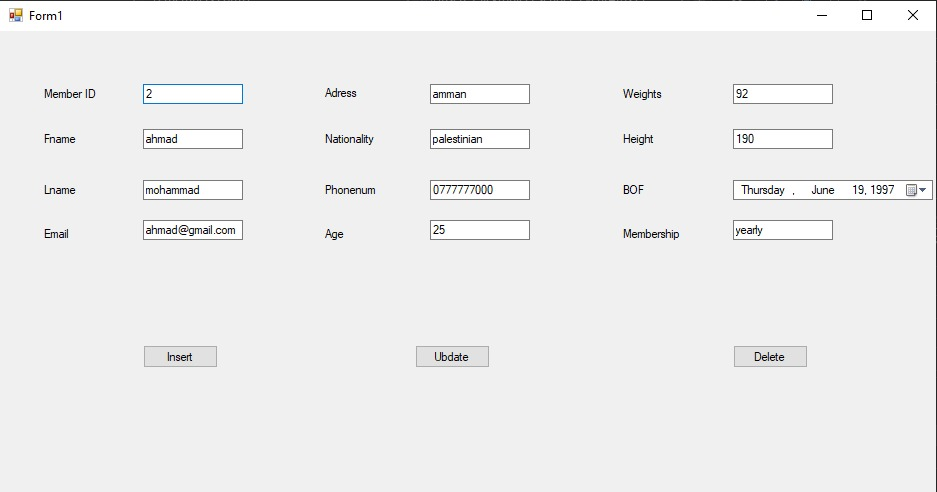 Form1
Member ID 2 Adress amman Weights 92
Fname ahmad Nationality palestinian Height 190
Lname mohammad Phonenum 0777777000 BOF Thursday , June 19, 1997
Email ahmad@gmail.com Age 25 Membership yearly
Insert Ubdate Delete